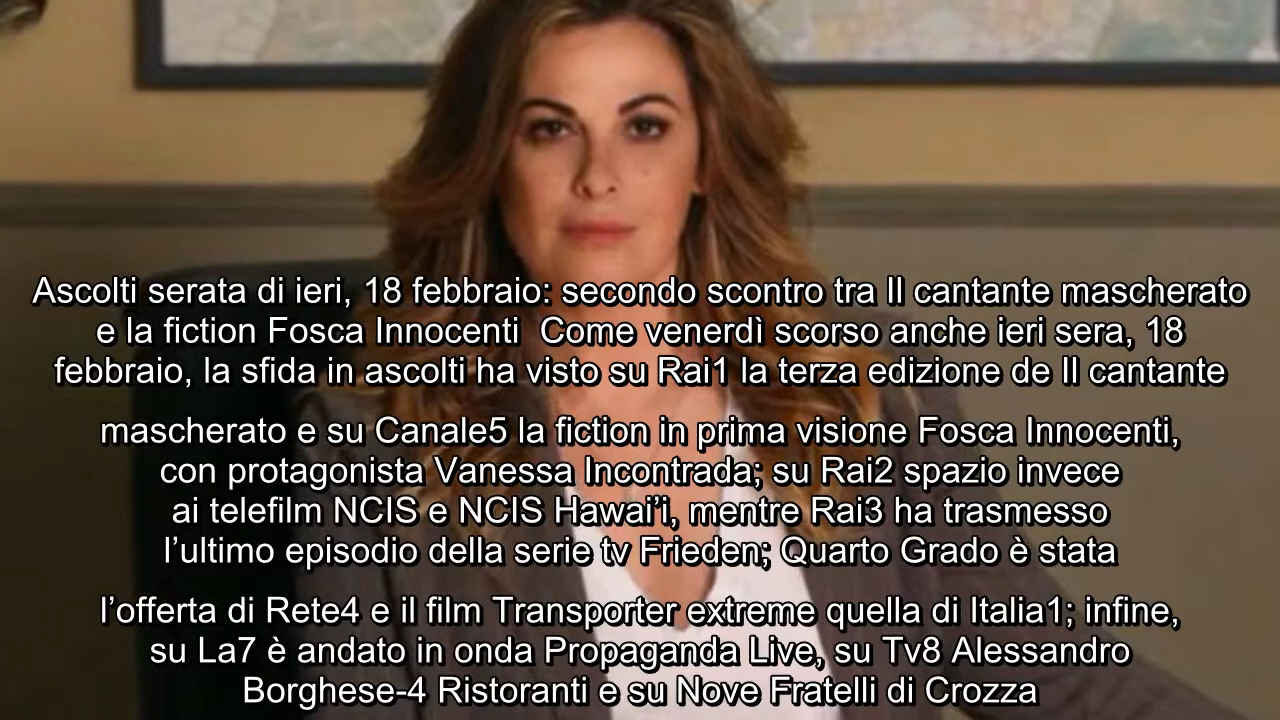 Ascolti serata di ieri, 18 febbraio: secondo scontro tra Il cantante mascherato
e la fiction Fosca Innocenti  Come venerdì scorso anche ieri sera, 18
febbraio, la sfida in ascolti ha visto su Rai1 la terza edizione de Il cantante
mascherato e su Canale5 la fiction in prima visione Fosca Innocenti,
con protagonista Vanessa Incontrada; su Rai2 spazio invece
ai telefilm NCIS e NCIS Hawai’i, mentre Rai3 ha trasmesso
l’ultimo episodio della serie tv Frieden; Quarto Grado è stata
l’offerta di Rete4 e il film Transporter extreme quella di Italia1; infine,
su La7 è andato in onda Propaganda Live, su Tv8 Alessandro
Borghese-4 Ristoranti e su Nove Fratelli di Crozza